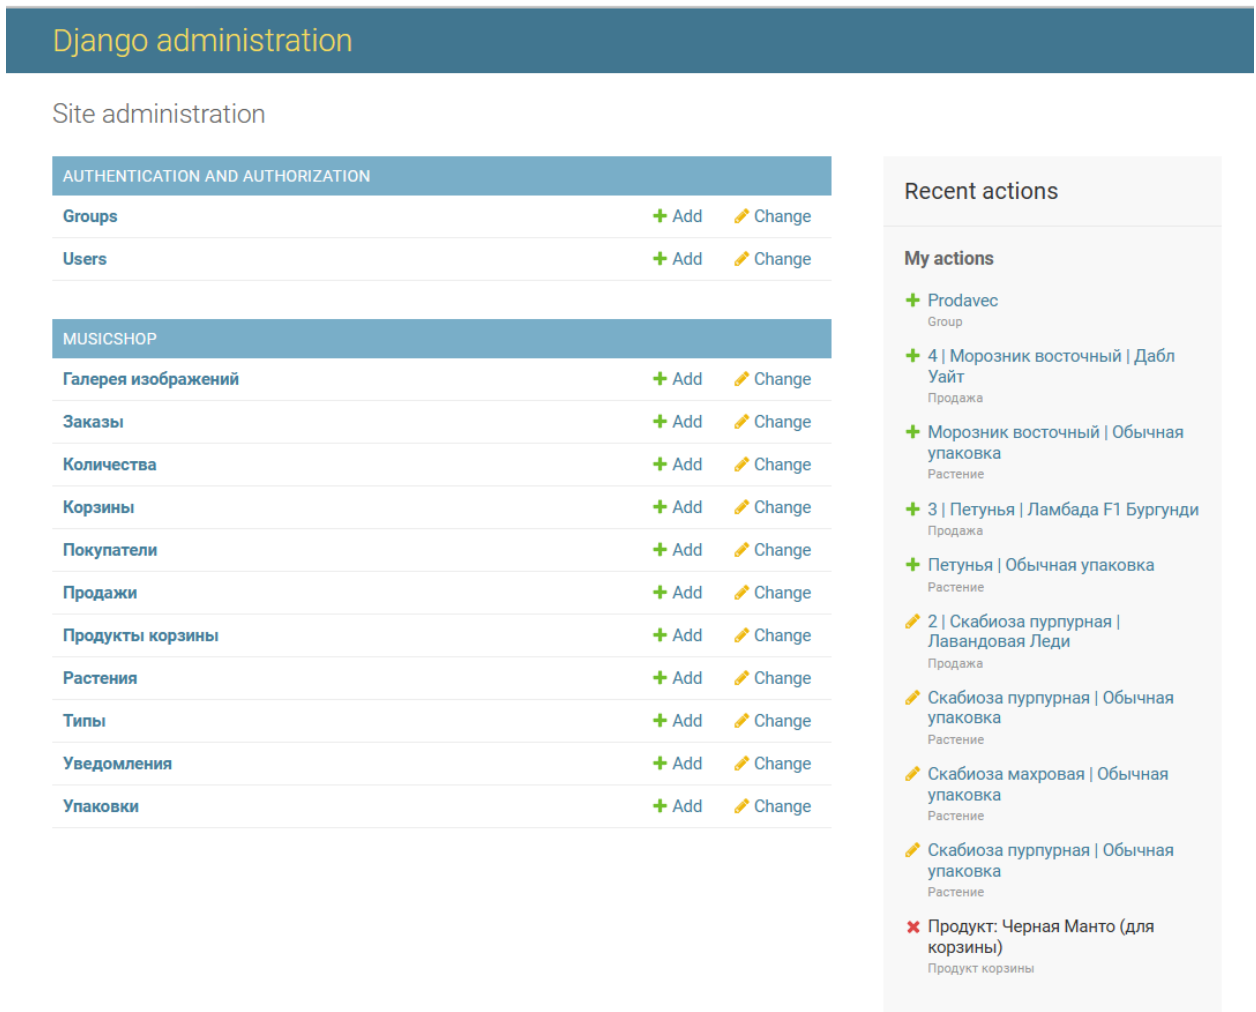 Django administration
Site administration
AUTHENTICATION AND AUTHORIZATION
Groups Add Change
Users Add Change
MUSICSHOP
Галерея изображений Add Change
Заказы Add Change
Количества Add Change
Корзины Add Change
Покупатели Add Change
Продажи Add Change
Продукты корзины Add Change
Растения Add Change
Типы Add Change
Уведомления Add Change
Упаковки Add Change
Recent actions
My actions
Prodavec
Group
4 | Морозник восточный | Дабл
Уайт
Продажа
Морозник восточный | Обычная
упаковка
Растение
3 | Петунья | Ламбада F1 Бургунди
Продажа
Петунья | Обычная упаковка
Растение
2 | Скабиоза пурпурная |
Лавандовая Леди
Продажа
Скабиоза пурпурная | Обычная
упаковка
Растение
Скабиоза махровая | Обычная
упаковка
Растение
Скабиоза пурпурная | Обычная
упаковка
Растение
Продукт: Черная Манто (для
корзины)
Продукт корзины